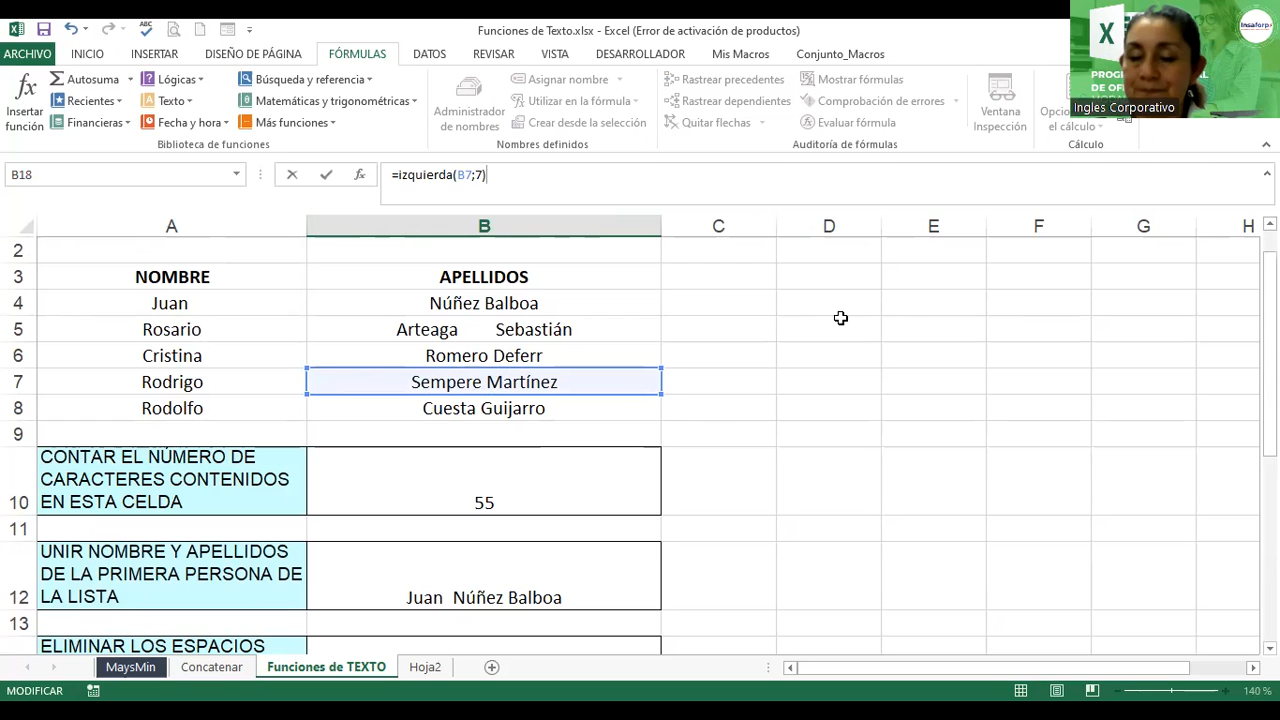 Funciones de Texto.xlsx - Excel (Error de activación de productos)
ARCHIVO INICIO INSERTAR DISEÑO DE PÁGINA FÓRMULAS DATOS REVISAR VISTA DESARROLLADOR Mis Macros Conjunto_Macros
Insertar función
Autosuma
Recientes
Financieras
Lógicas
Texto
Fecha y hora
Búsqueda y referencia
Matemáticas y trigonométricas
Más funciones
Biblioteca de funciones
Administrador de nombres
Asignar nombre
Utilizar en la fórmula
Crear desde la selección
Nombres definidos
Rastrear precedentes
Rastrear dependientes
Quitar flechas
Mostrar fórmulas
Comprobación de errores
Evaluar fórmula
Auditoría de fórmulas
Ventana Inspección
el cálculo
Cálculo
Insaforp
Ingles Corporativo
B18 =izquierda(B7;7)
A B C D E F G H
2
3 NOMBRE APELLIDOS
4 Juan Núñez Balboa
5 Rosario Arteaga Sebastián
6 Cristina Romero Deferr
7 Rodrigo Sempere Martínez
8 Rodolfo Cuesta Guijarro
9
CONTAR EL NÚMERO DE
CARACTERES CONTENIDOS
10 EN ESTA CELDA 55
11
UNIR NOMBRE Y APELLIDOS
DE LA PRIMERA PERSONA DE
12 LA LISTA Juan Núñez Balboa
13
ELIMINAR LOS ESPACIOS
MaysMin Concatenar Funciones de TEXTO Hoja2
MODIFICAR 140 %